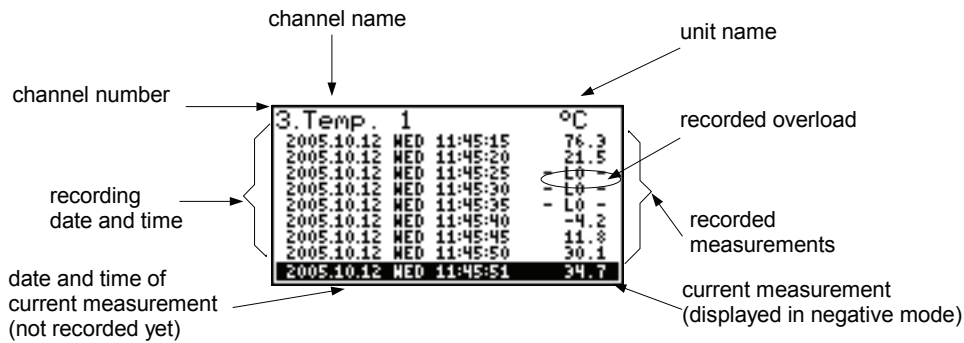 channel name
unit name
channel number
3.Temp. 1 °C
2005.10.12 WED 11:45:15 76.3
2005.10.12 WED 11:45:20 21.5
2005.10.12 WED 11:45:25 - LO -
2005.10.12 WED 11:45:30 - LO -
2005.10.12 WED 11:45:35 - LO -
2005.10.12 WED 11:45:40 -4.2
2005.10.12 WED 11:45:45 11.8
2005.10.12 WED 11:45:50 30.1
2005.10.12 WED 11:45:51 34.7
recorded overload
recording
date and time
recorded
measurements
date and time of
current measurement
(not recorded yet)
current measurement
(displayed in negative mode)